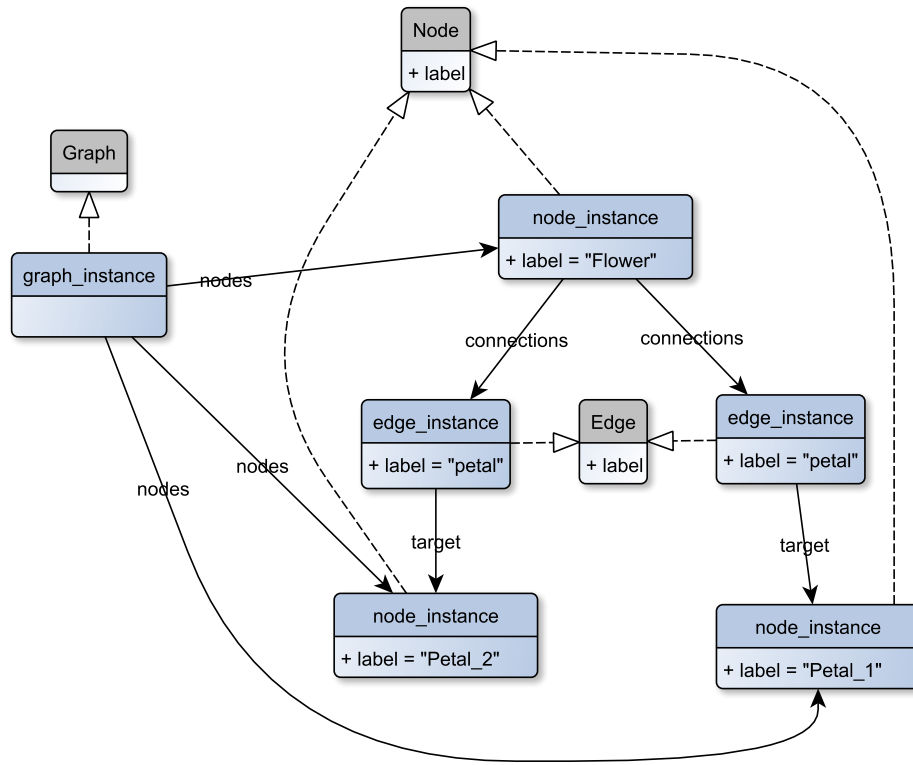 Node
+ label
Graph
graph_instance
node_instance
+ label = "Flower"
nodes
connections
connections
edge_instance
+ label = "petal"
Edge
+ label
edge_instance
+ label = "petal"
nodes
nodes
target
target
node_instance
+ label = "Petal_2"
node_instance
+ label = "Petal_1"